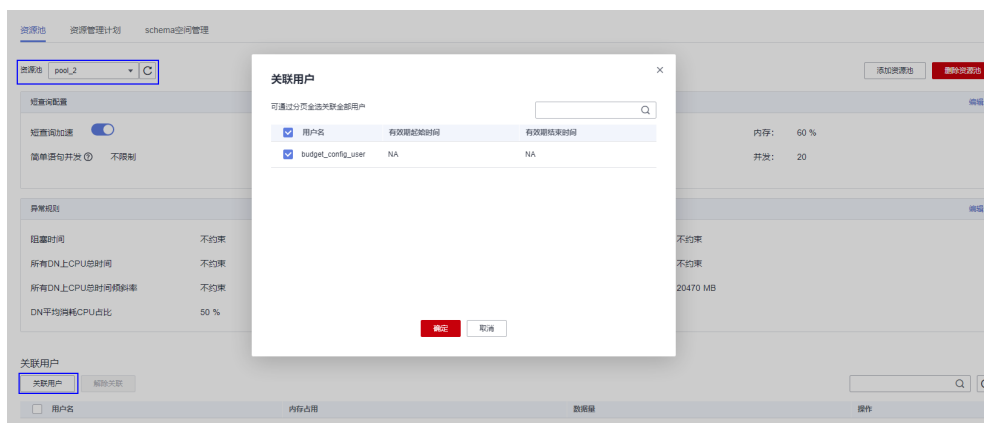 资源池 资源管理计划 schema空间管理
资源池 pool_2 添加资源池 删除资源池
关联用户
短查询配置 编辑
可通过分页全选关联全部用户
短查询加速 用户名 有效期起始时间 有效期结束时间 内存: 60 %
简单语句并发 不限制 budget_config_user NA NA 并发: 20
异常规则 编辑
阻塞时间 不约束 不约束
所有DN上CPU总时间 不约束 不约束
所有DN上CPU总时间倾斜率 不约束 20470 MB
DN平均消耗CPU占比 50 %
确定 取消
关联用户
关联用户 解除关联
用户名 内存占用 数据量 操作